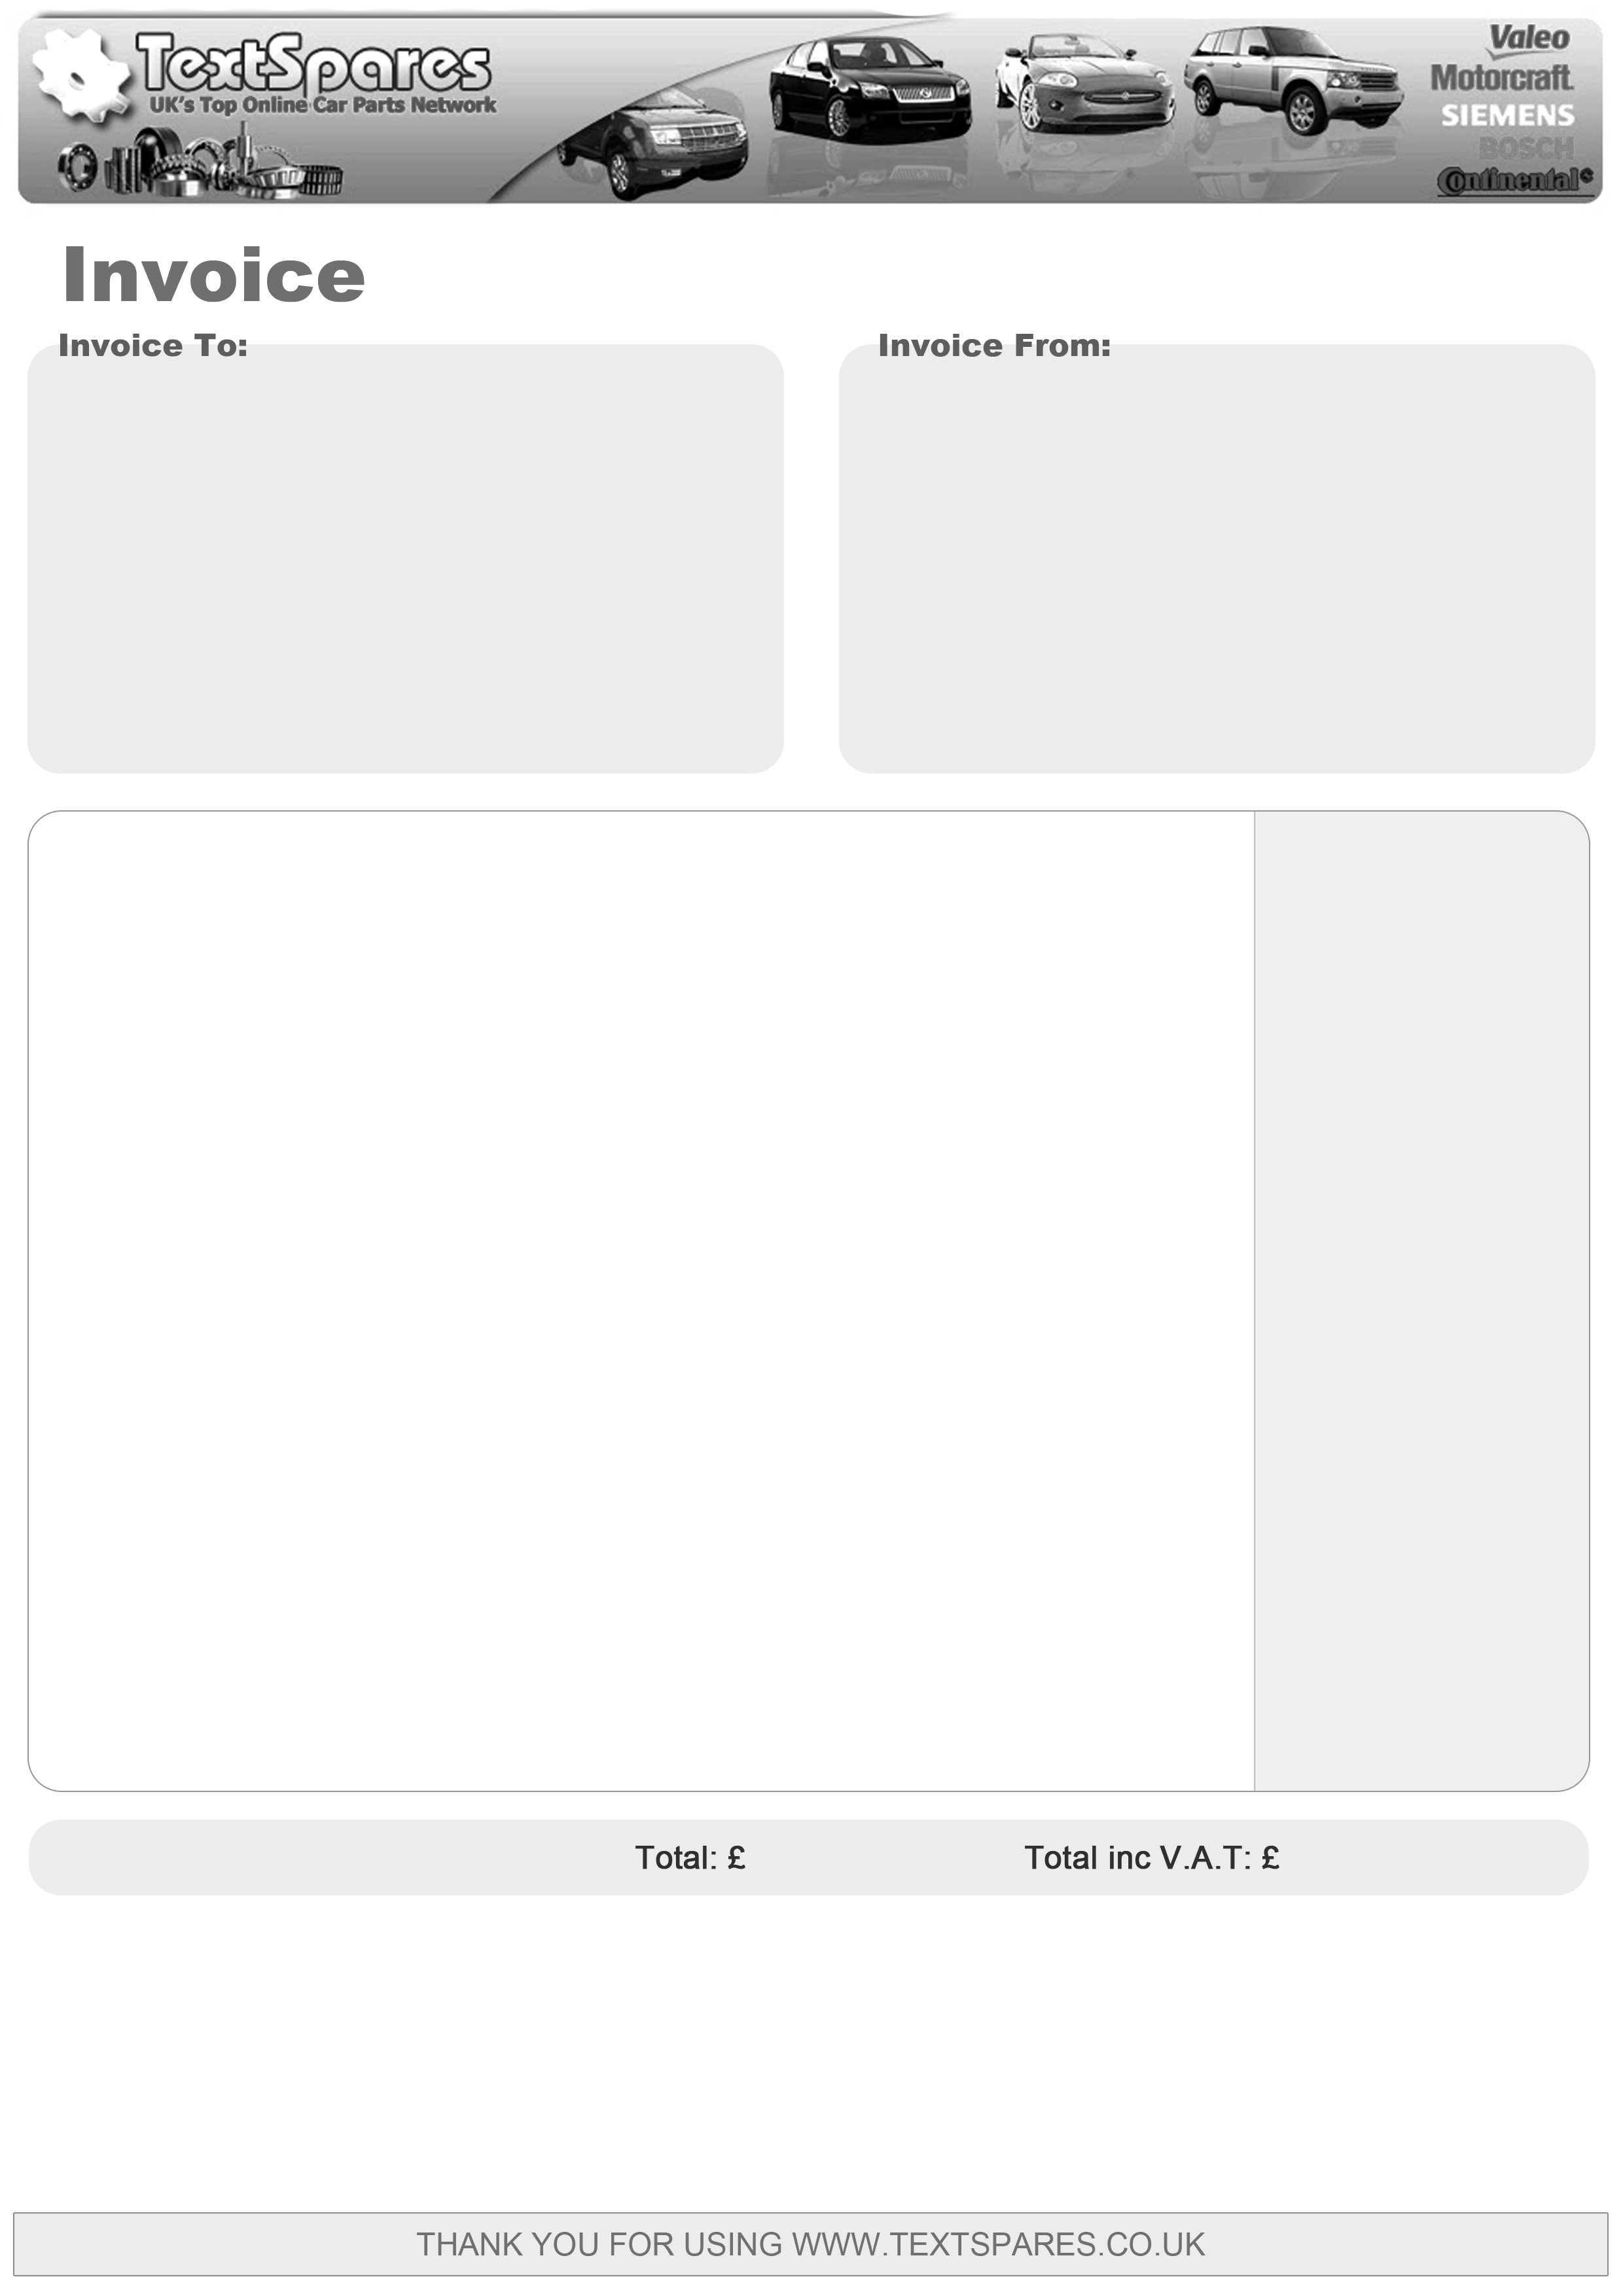 TextSpares
UK's Top Online Car Parts Network
Valeo
Motorcraft
SIEMENS
BOSCH
Continental
Invoice
Invoice To:
Invoice From:
Total: £
Total inc V.A.T: £
THANK YOU FOR USING WWW.TEXTSPARES.CO.UK